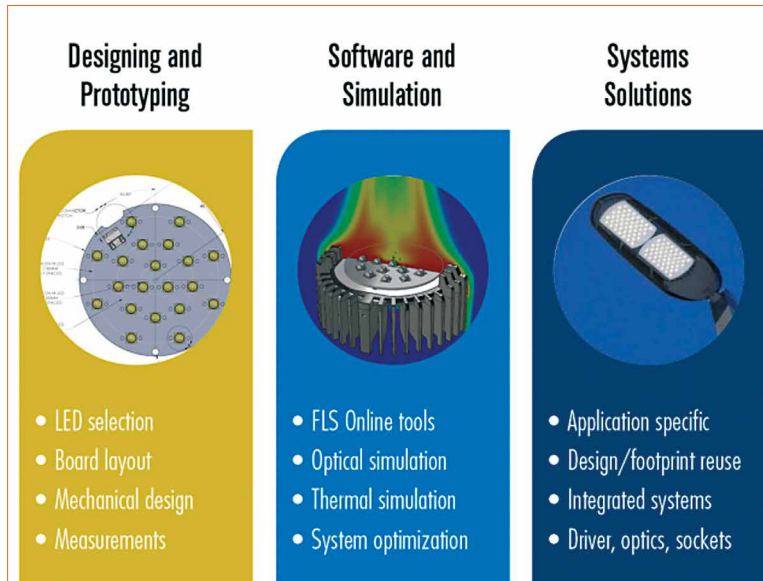 Designing and
Prototyping
LED selection
Board layout
Mechanical design
Measurements
Software and
Simulation
FLS Online tools
Optical simulation
Thermal simulation
System optimization
Systems
Solutions
Application specific
Design/footprint reuse
Integrated systems
Driver, optics, sockets